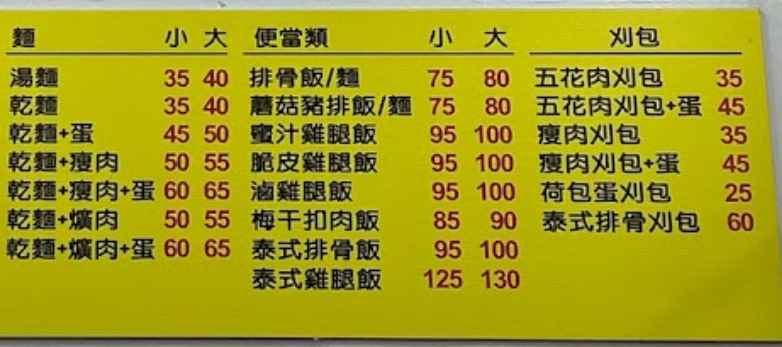 麵 小 大
湯麵 35 40
乾麵 35 40
乾麵+蛋 45 50
乾麵+瘦肉 50 55
乾麵+瘦肉+蛋 60 65
乾麵+爌肉 50 55
乾麵+爌肉+蛋 60 65
便當類 小 大
排骨飯/麵 75 80
蘑菇豬排飯/麵 75 80
蜜汁雞腿飯 95 100
脆皮雞腿飯 95 100
滷雞腿飯 95 100
梅干扣肉飯 85 90
泰式排骨飯 95 100
泰式雞腿飯 125 130
刈包
五花肉刈包 35
五花肉刈包+蛋 45
瘦肉刈包 35
瘦肉刈包+蛋 45
荷包蛋刈包 25
泰式排骨刈包 60